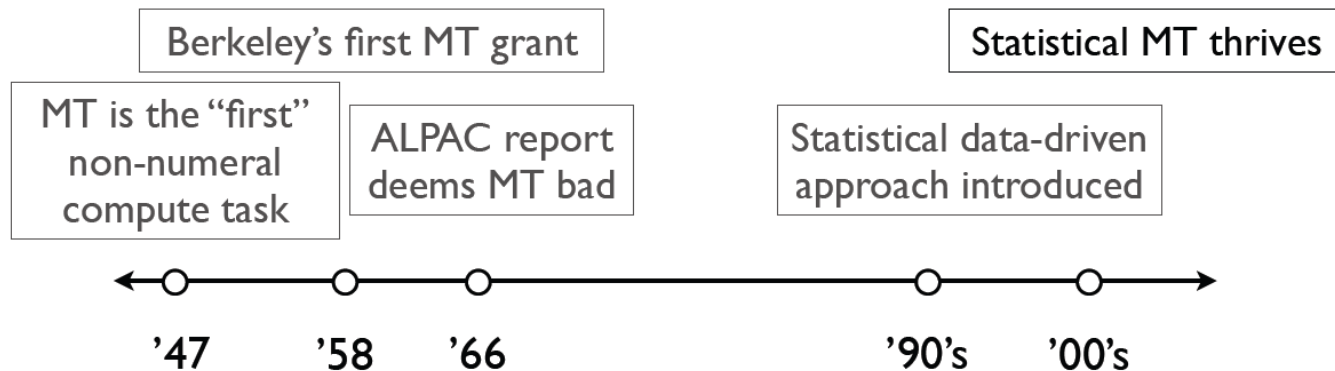 Berkeley's first MT grant
Statistical MT thrives
MT is the “first”
non-numeral
compute task
ALPAC report
deems MT bad
Statistical data-driven
approach introduced
’47
’58
’66
’90’s
’00’s